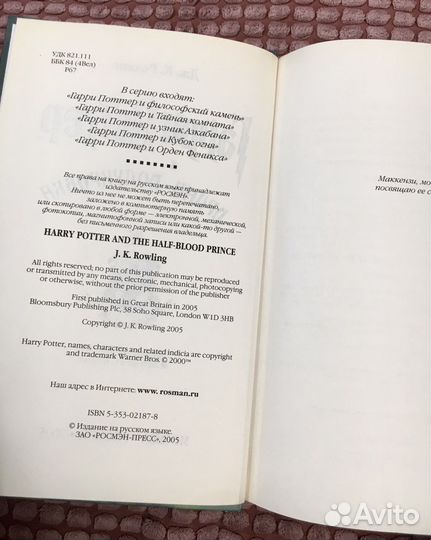 УДК 821.111
ББК 84 (4Вел)
Р67
В серию входят:
«Гарри Поттер и философский камень»
«Гарри Поттер и Тайная комната»
«Гарри Поттер и узник Азкабана»
«Гарри Поттер и Кубок огня»
«Гарри Поттер и Орден Феникса»
Все права на книгу на русском языке принадлежат
издательству «РОСМЭН».
Ничто из нее не может быть перепечатано,
заложено в компьютерную память
или скопировано в любой форме — электронной, механической,
фотокопии, магнитофонной записи или какой-то другой —
без письменного разрешения владельца.
HARRY POTTER AND THE HALF-BLOOD PRINCE
J. K. Rowling
All rights reserved; no part of this publication may be reproduced
or transmitted by any means, electronic, mechanical, photocopying
or otherwise, without the prior permission of the publisher
First published in Great Britain in 2005
Bloomsbury Publishing Plc, 38 Soho Square, London W1D 3HB
Copyright © J. K. Rowling 2005
Harry Potter, names, characters and related indicia are copyright
and trademark Warner Bros. © 2000™
Наш адрес в Интернете: www.rosman.ru
ISBN 5-353-02187-8
© Издание на русском языке.
ЗАО «РОСМЭН-ПРЕСС», 2005
Маккензи, мо
посвящаю ее с
Avito